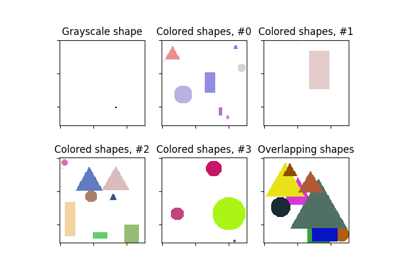 Grayscale shape
Colored shapes, #0
Colored shapes, #1
Colored shapes, #2
Colored shapes, #3
Overlapping shapes